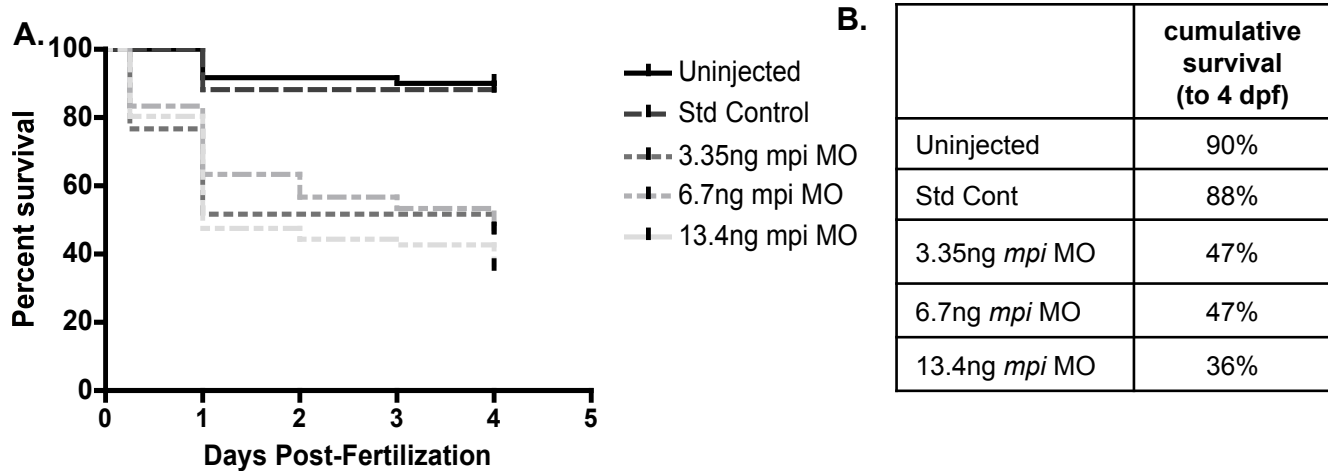 A.
100
80
60
40
20
0
Percent survival
0 1 2 3 4 5
Days Post-Fertilization
Uninjected
Std Control
3.35ng mpi MO
6.7ng mpi MO
13.4ng mpi MO
B.
cumulative
survival
(to 4 dpf)
Uninjected 90%
Std Cont 88%
3.35ng mpi MO 47%
6.7ng mpi MO 47%
13.4ng mpi MO 36%